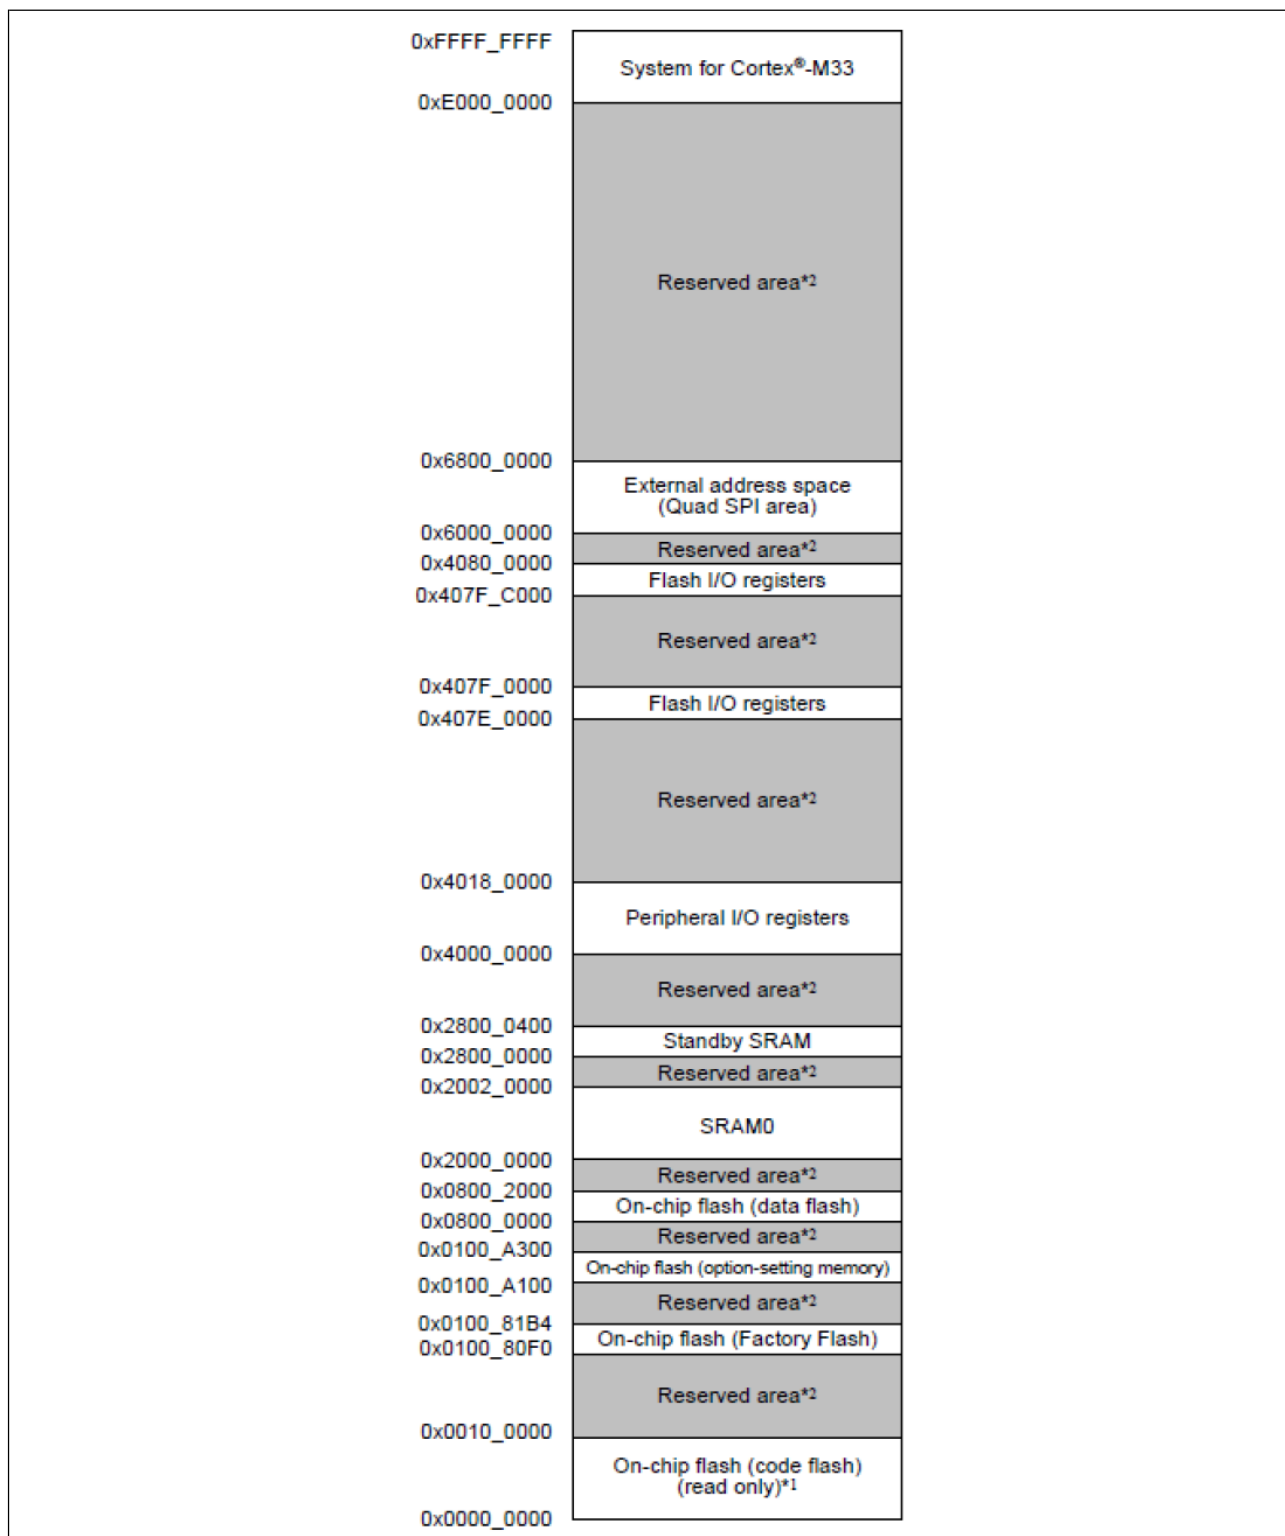 0xFFFF_FFFF
System for Cortex®-M33
0xE000_0000
Reserved area*2
0x6800_0000
External address space
(Quad SPI area)
0x6000_0000
Reserved area*2
0x4080_0000
Flash I/O registers
0x407F_C000
Reserved area*2
0x407F_0000
Flash I/O registers
0x407E_0000
Reserved area*2
0x4018_0000
Peripheral I/O registers
0x4000_0000
Reserved area*2
0x2800_0400
Standby SRAM
0x2800_0000
Reserved area*2
0x2002_0000
SRAM0
0x2000_0000
Reserved area*2
0x0800_2000
On-chip flash (data flash)
0x0800_0000
Reserved area*2
0x0100_A300
On-chip flash (option-setting memory)
0x0100_A100
Reserved area*2
0x0100_81B4
On-chip flash (Factory Flash)
0x0100_80F0
Reserved area*2
0x0010_0000
On-chip flash (code flash)
(read only)*1
0x0000_0000